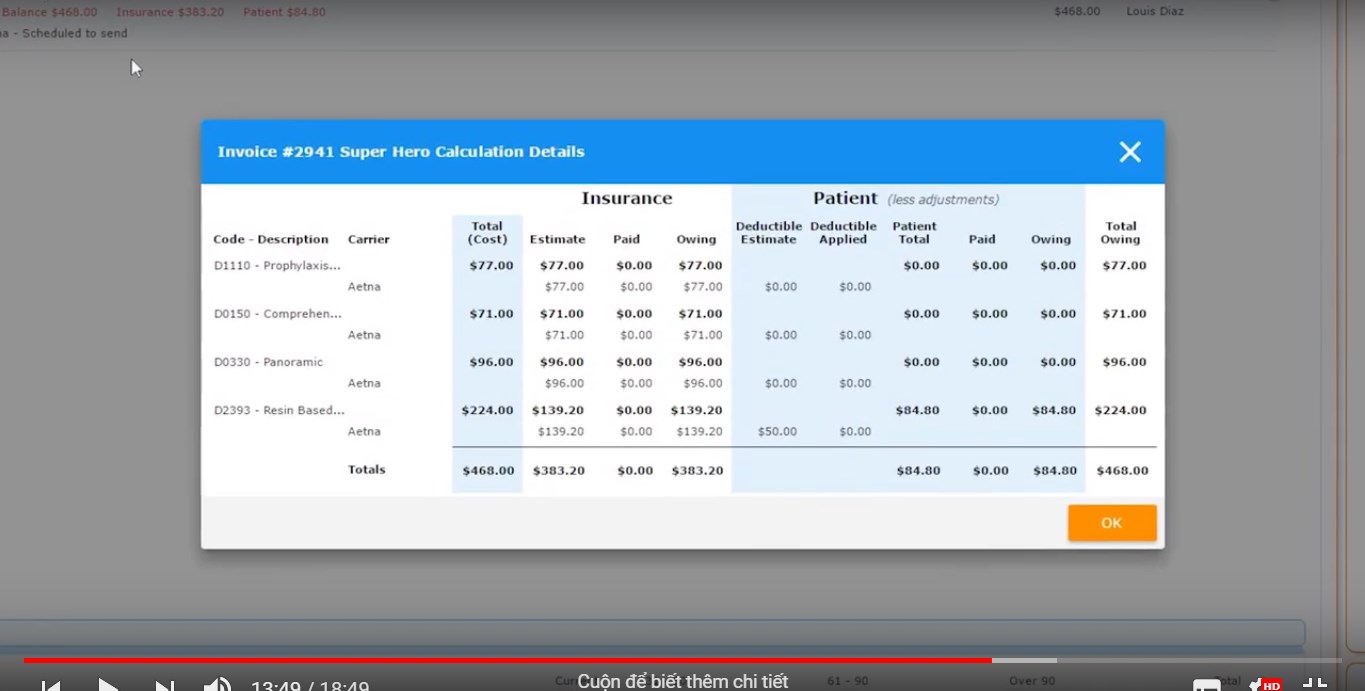 Balance $468.00 Insurance $383.20 Patient $84.80 $468.00 Louis Diaz
- Scheduled to send
Invoice #2941 Super Hero Calculation Details
Insurance Patient (less adjustments)
Code - Description Carrier Total (Cost) Estimate Paid Owing Deductible Estimate Deductible Applied Patient Total Paid Owing Total Owing
D1110 - Prophylaxis... $77.00 $77.00 $0.00 $77.00 $0.00 $0.00 $0.00 $77.00
Aetna $77.00 $0.00 $77.00 $0.00 $0.00
D0150 - Comprehen... $71.00 $71.00 $0.00 $71.00 $0.00 $0.00 $0.00 $71.00
Aetna $71.00 $0.00 $71.00 $0.00 $0.00
D0330 - Panoramic $96.00 $96.00 $0.00 $96.00 $0.00 $0.00 $0.00 $96.00
Aetna $96.00 $0.00 $96.00 $0.00 $0.00
D2393 - Resin Based... $224.00 $139.20 $0.00 $139.20 $84.80 $0.00 $84.80 $224.00
Aetna $139.20 $0.00 $139.20 $50.00 $0.00
Totals $468.00 $383.20 $0.00 $383.20 $84.80 $0.00 $84.80 $468.00
OK
13:49 / 18:49 Cuộn để biết thêm chi tiết 61 - 90 Over 90 HD